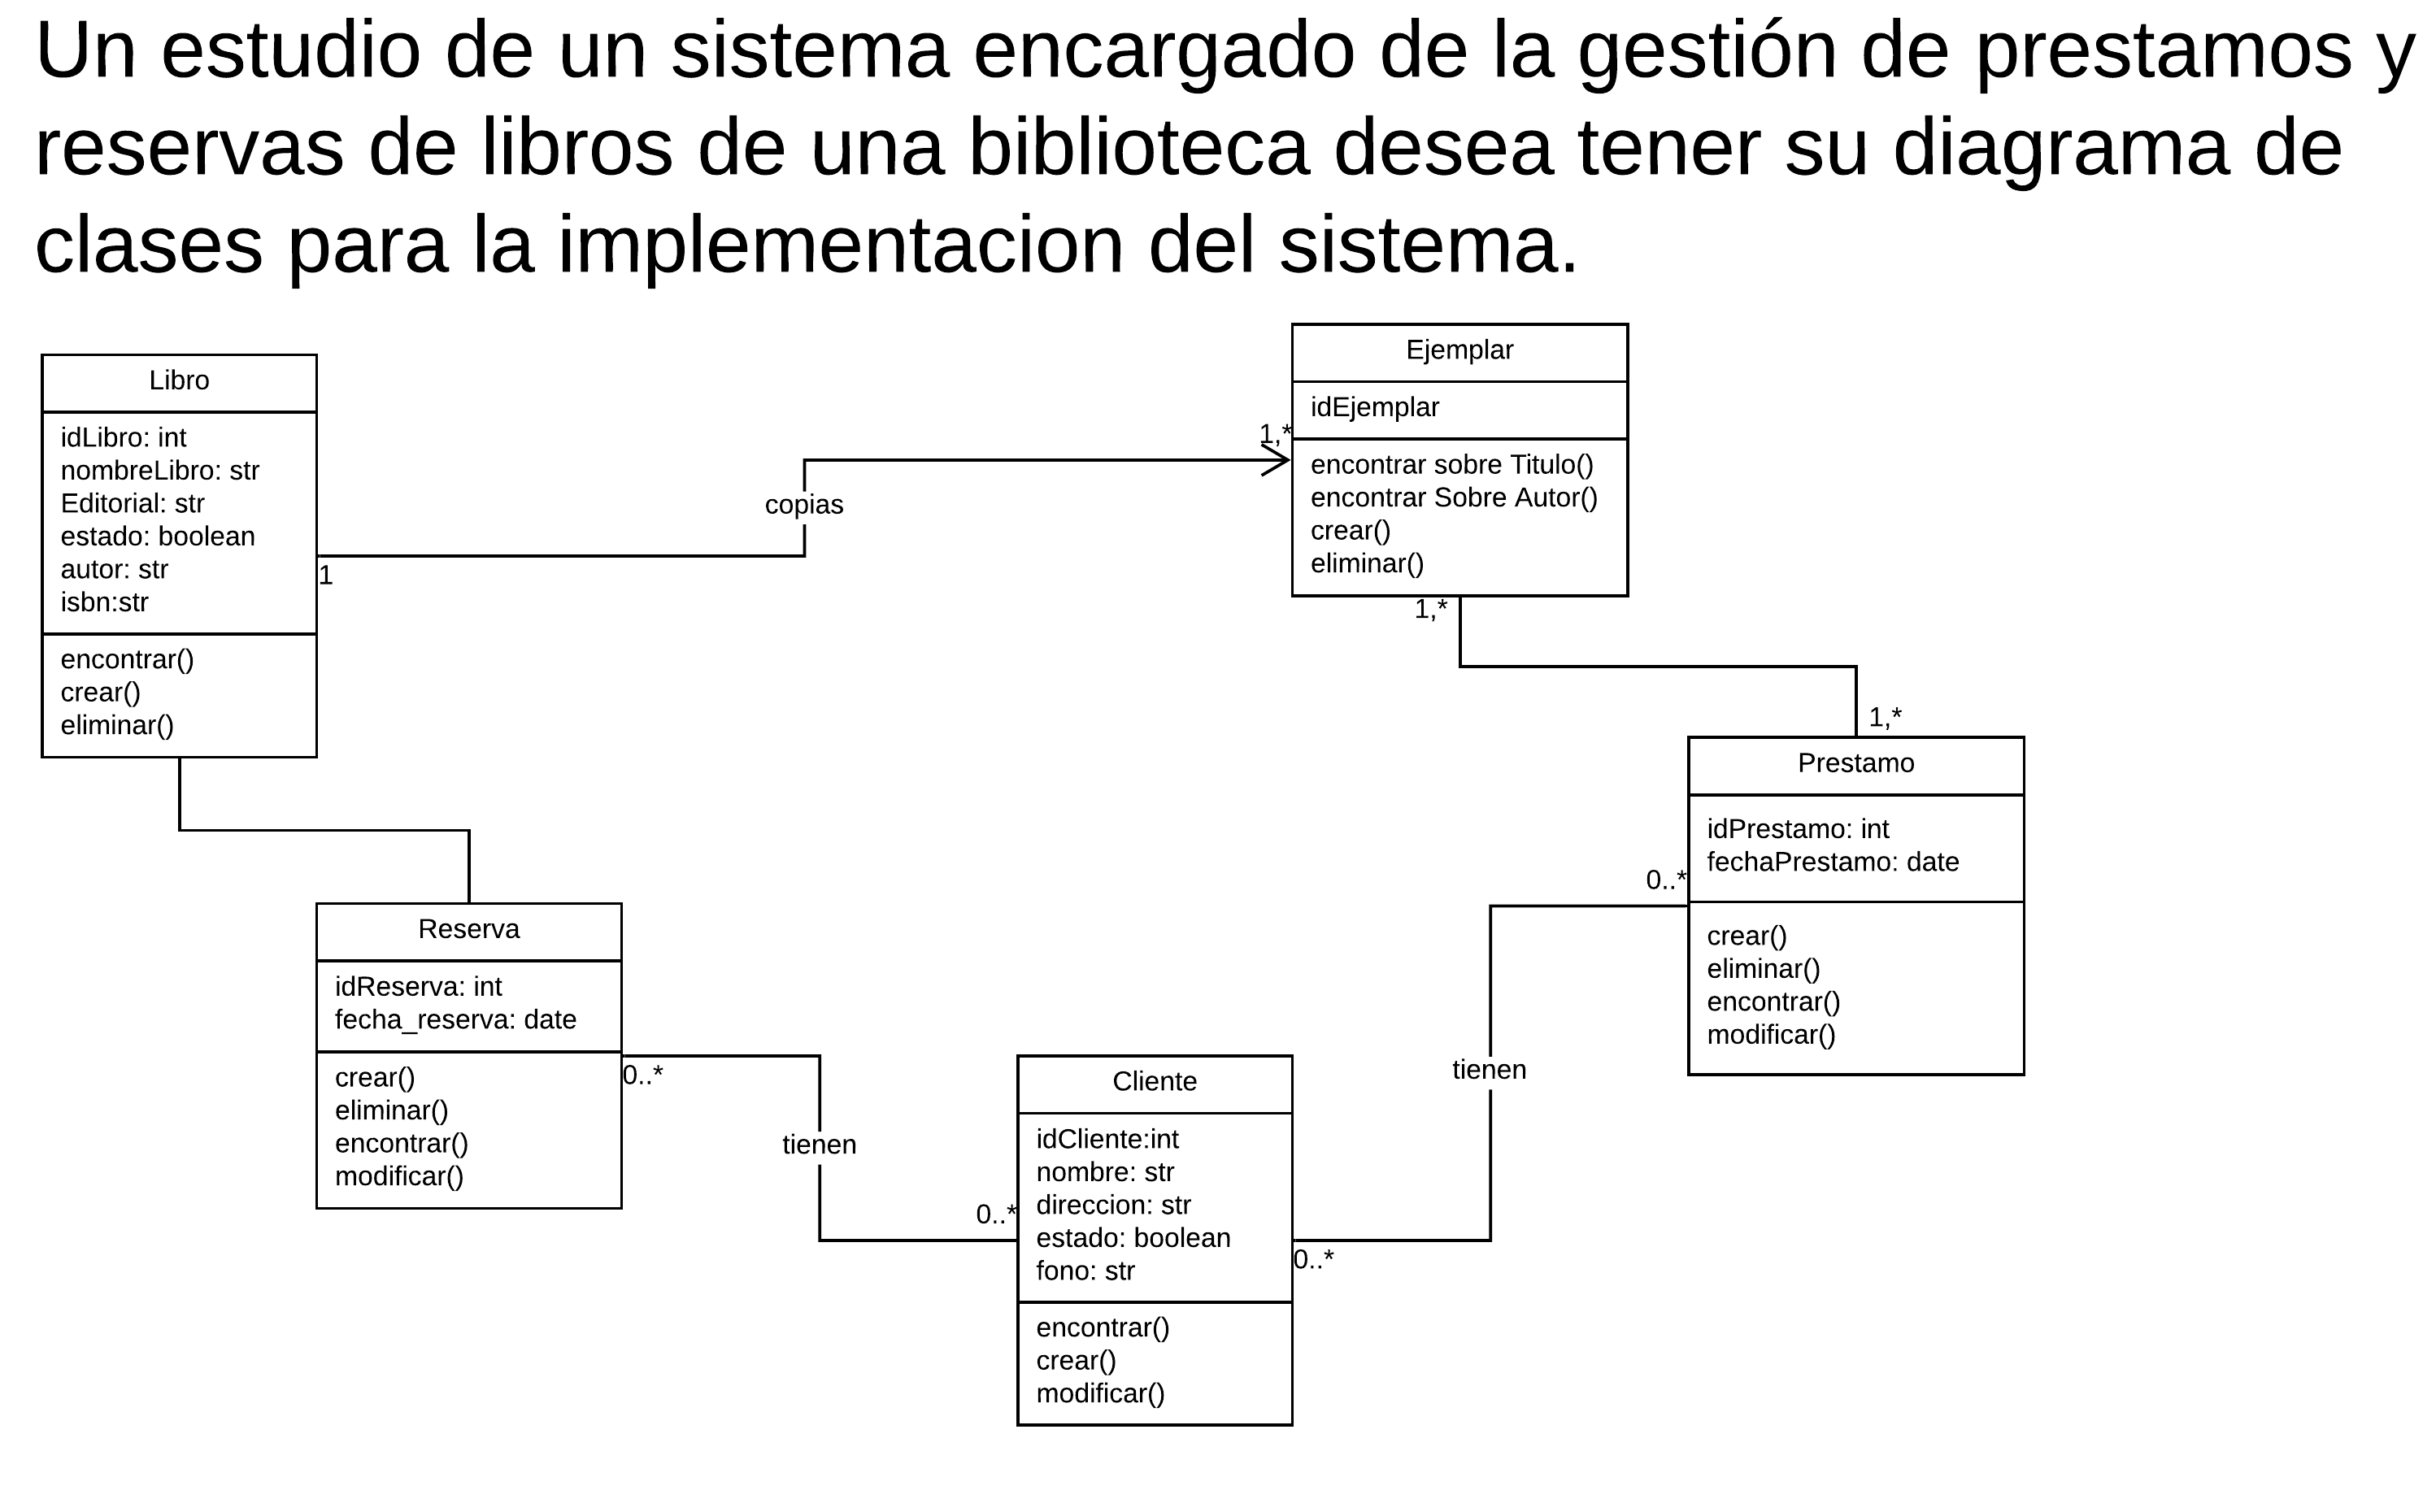 Un estudio de un sistema encargado de la gestión de prestamos y
reservas de libros de una biblioteca desea tener su diagrama de
clases para la implementacion del sistema.
Libro
idLibro: int
nombreLibro: str
Editorial: str
estado: boolean
autor: str
isbn:str
encontrar()
crear()
eliminar()
1
copias
1,*
Ejemplar
idEjemplar
encontrar sobre Titulo()
encontrar Sobre Autor()
crear()
eliminar()
1,*
1,*
Prestamo
idPrestamo: int
fechaPrestamo: date
crear()
eliminar()
encontrar()
modificar()
0..*
tienen
0..*
Reserva
idReserva: int
fecha_reserva: date
crear()
eliminar()
encontrar()
modificar()
0..*
tienen
0..*
Cliente
idCliente:int
nombre: str
direccion: str
estado: boolean
fono: str
encontrar()
crear()
modificar()